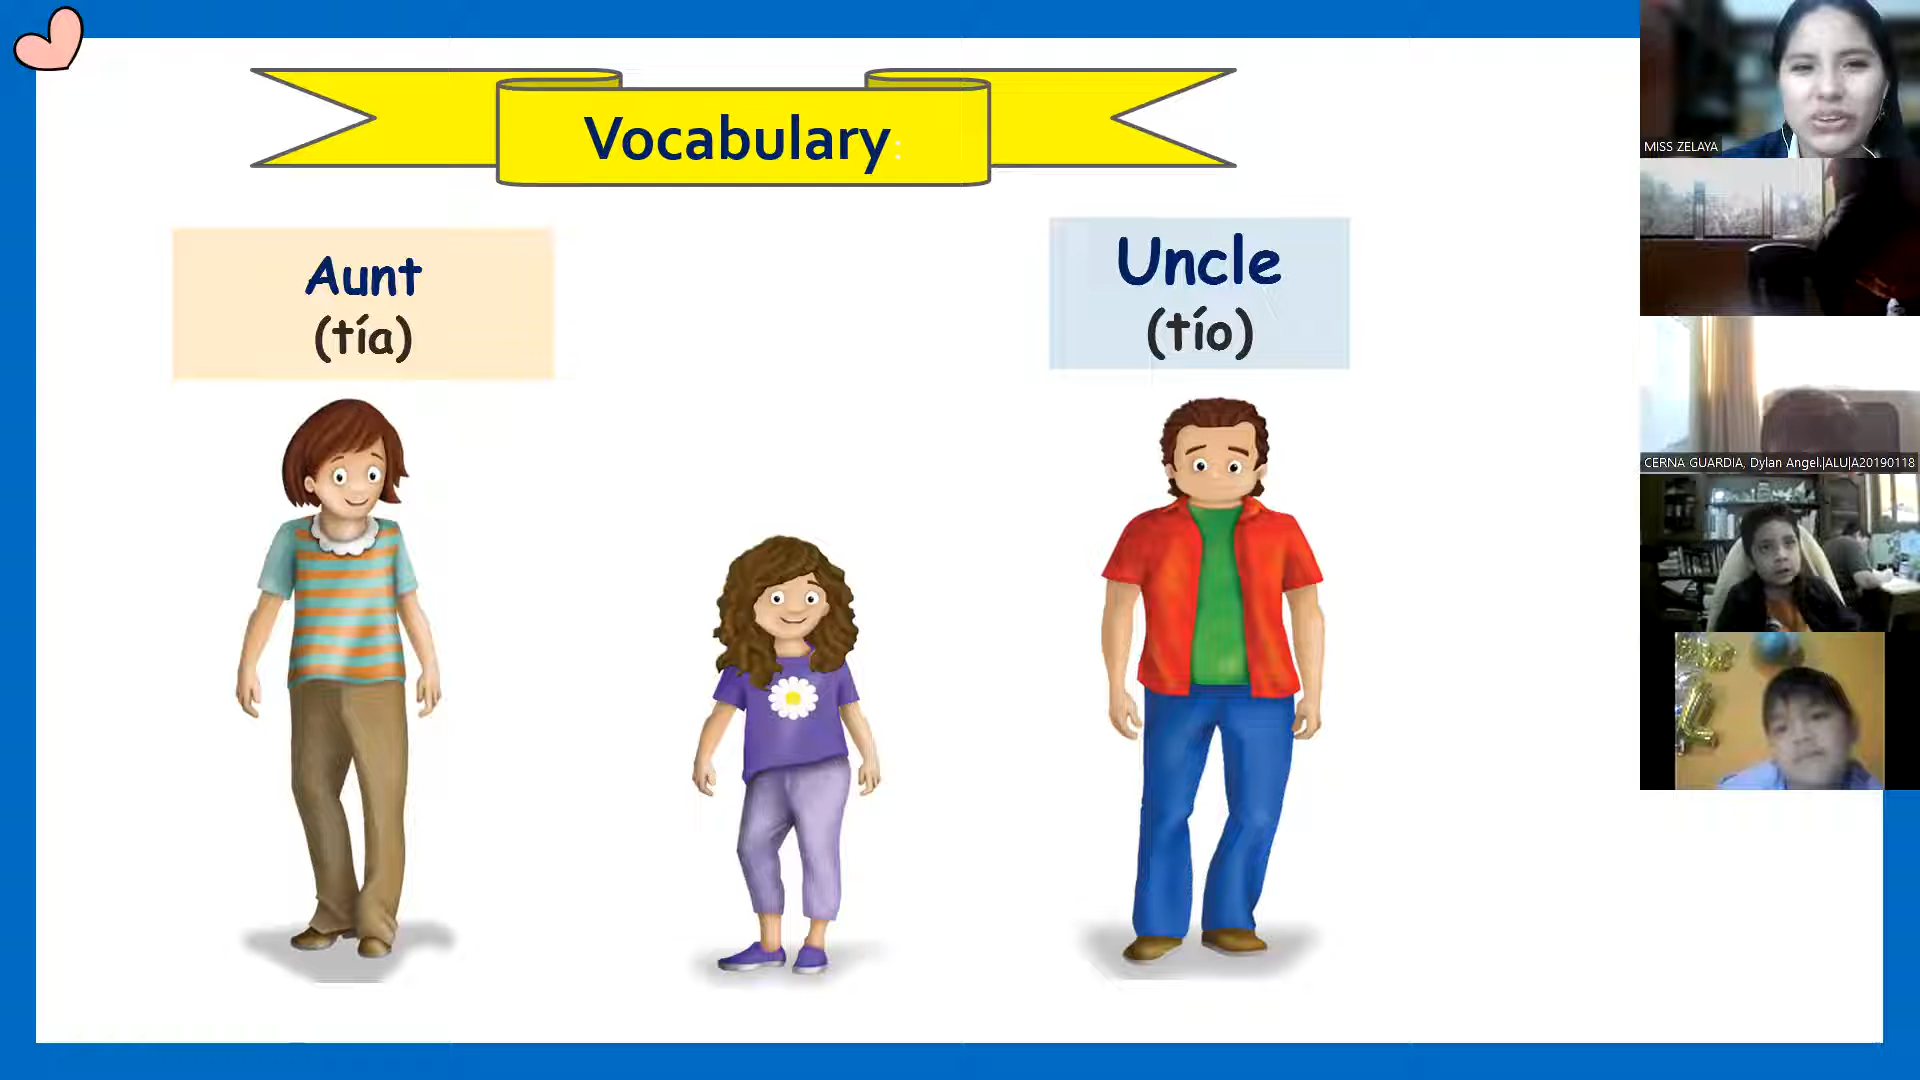 Vocabulary:
Aunt
(tía)
Uncle
(tío)
MISS ZELAYA
CERNA GUARDIA, Dylan Angel.|ALU|A20190118